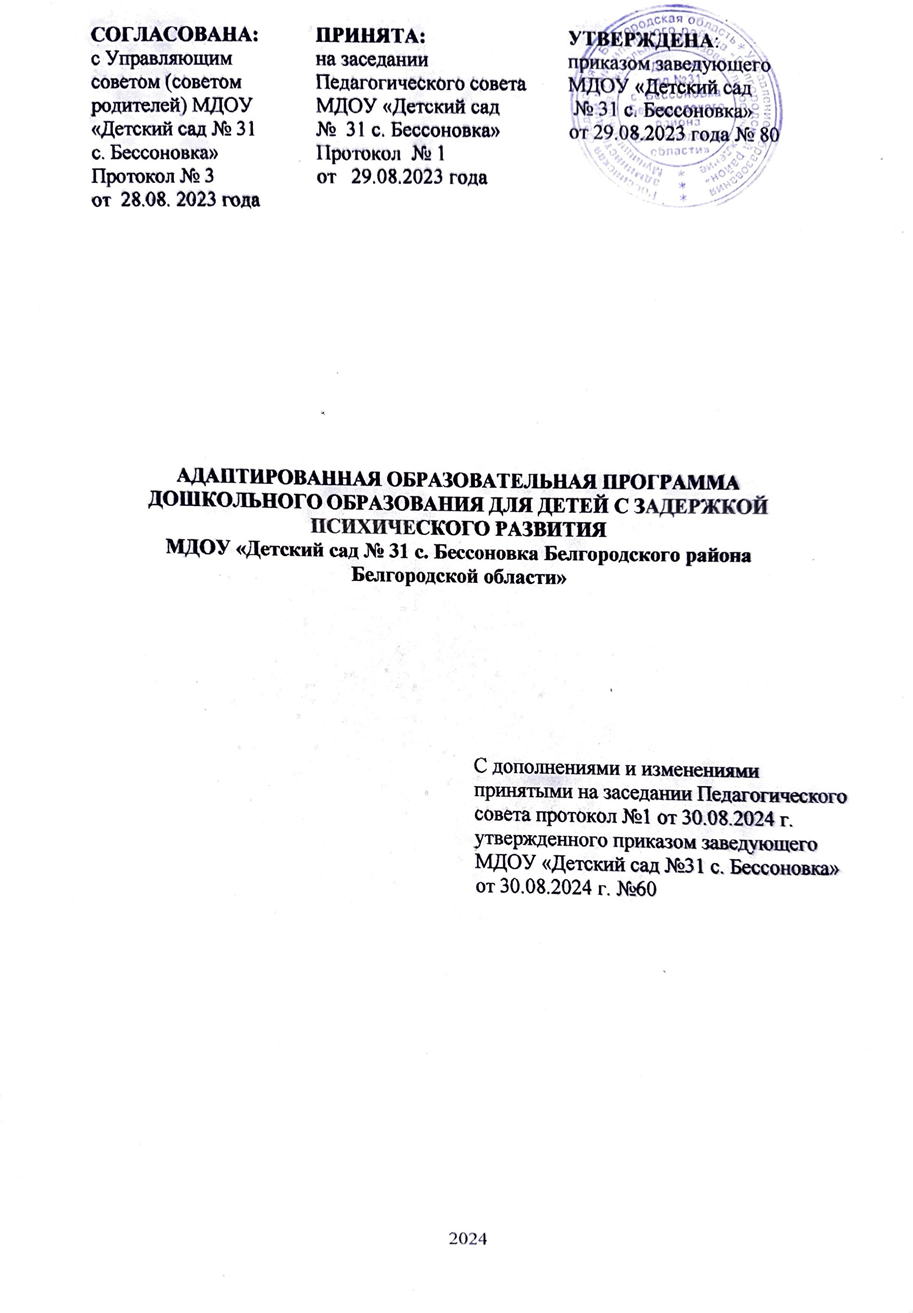 СОГЛАСОВАНА:
с Управляющим
советом (советом
родителей) МДОУ
«Детский сад № 31
с. Бессоновка»
Протокол № 3
от 28.08. 2023 года
ПРИНЯТА:
на заседании
Педагогического совета
МДОУ «Детский сад
№ 31 с. Бессоновка»
Протокол № 1
от 29.08.2023 года
УТВЕРЖДЕНА:
приказом заведующего
МДОУ «Детский сад
№ 31 с. Бессоновка»
от 29.08.2023 года № 80
области»
АДАПТИРОВАННАЯ ОБРАЗОВАТЕЛЬНАЯ ПРОГРАММА
ДОШКОЛЬНОГО ОБРАЗОВАНИЯ ДЛЯ ДЕТЕЙ С ЗАДЕРЖКОЙ
ПСИХИЧЕСКОГО РАЗВИТИЯ
МДОУ «Детский сад № 31 с. Бессоновка Белгородского района
Белгородской области»
С дополнениями и изменениями
принятыми на заседании Педагогического
совета протокол №1 от 30.08.2024 г.
утвержденного приказом заведующего
МДОУ «Детский сад №31 с. Бессоновка»
от 30.08.2024 г. №60
2024